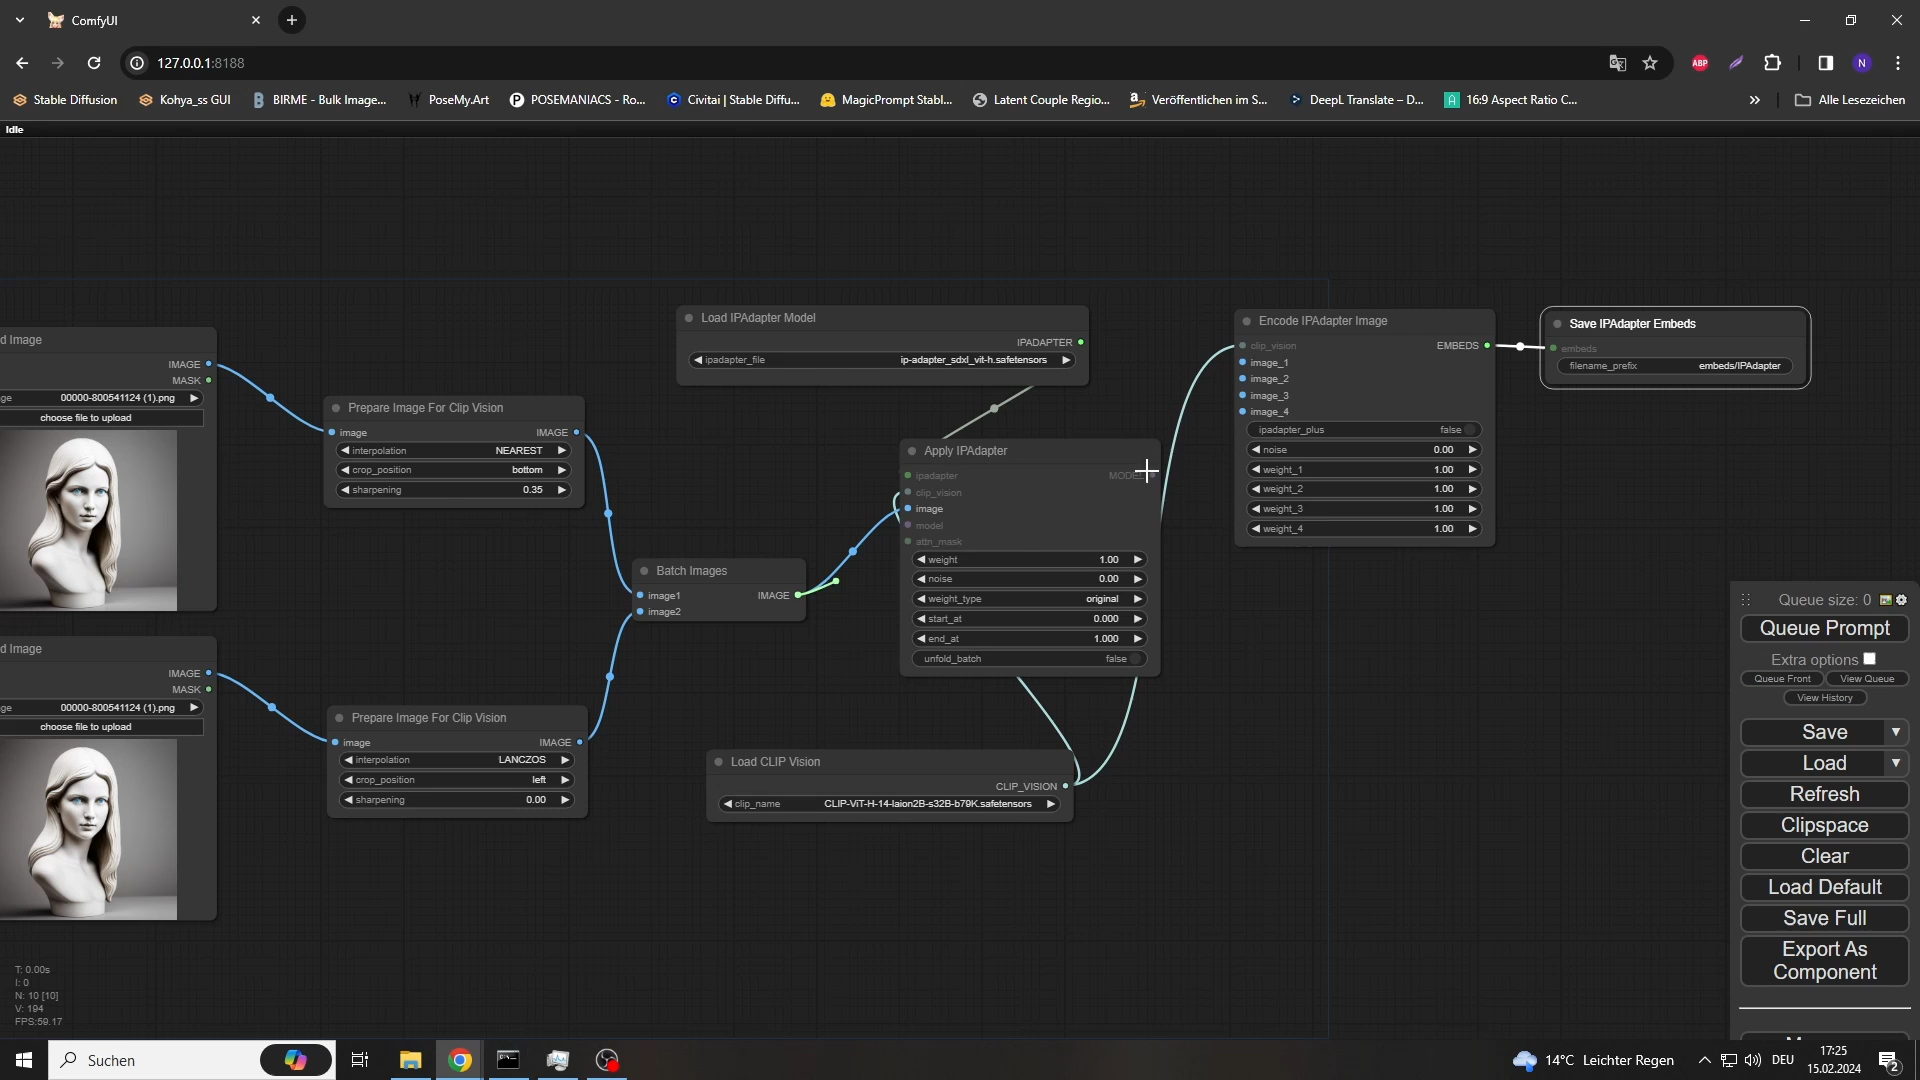 ComfyUI
127.0.0.1:8188
ABP
N
Stable Diffusion
Kohya_ss GUI
BIRME - Bulk Image...
PoseMy.Art
POSEMANIACS - Ro...
Civitai | Stable Diffu...
MagicPrompt Stabl...
Latent Couple Regio...
Veröffentlichen im S...
DeepL Translate – D...
16:9 Aspect Ratio C...
»
Alle Lesezeichen
Idle
d Image
IMAGE
MASK
ge 00000-800541124 (1).png
choose file to upload
Prepare Image For Clip Vision
image IMAGE
interpolation NEAREST
crop_position bottom
sharpening 0.35
Load IPAdapter Model
IPADAPTER
ipadapter_file ip-adapter_sdxl_vit-h.safetensors
Apply IPAdapter
ipadapter MODEL
clip_vision
image
model
attn_mask
weight 1.00
noise 0.00
weight_type original
start_at 0.000
end_at 1.000
unfold_batch false
Batch Images
image1 IMAGE
image2
Encode IPAdapter Image
clip_vision EMBEDS
image_1
image_2
image_3
image_4
ipadapter_plus false
noise 0.00
weight_1 1.00
weight_2 1.00
weight_3 1.00
weight_4 1.00
Save IPAdapter Embeds
embeds
filename_prefix embeds/IPAdapter
d Image
IMAGE
MASK
ge 00000-800541124 (1).png
choose file to upload
Prepare Image For Clip Vision
image IMAGE
interpolation LANCZOS
crop_position left
sharpening 0.00
Load CLIP Vision
CLIP_VISION
clip_name CLIP-ViT-H-14-laion2B-s32B-b79K.safetensors
Queue size: 0
Queue Prompt
Extra options
Queue Front View Queue
View History
Save
Load
Refresh
Clipspace
Clear
Load Default
Save Full
Export As
Component
T: 0.00s
I: 0
N: 10 [10]
V: 194
FPS:59.17
Suchen
14°C Leichter Regen
DEU
17:25
15.02.2024
2